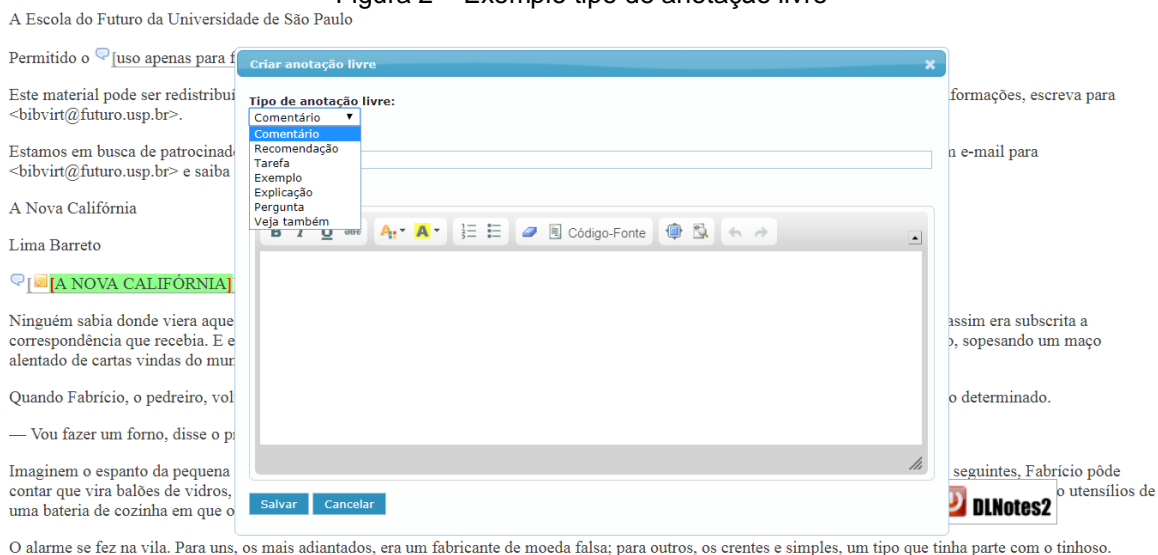 Figura 2 – Exemplo tipo de anotação livre
A Escola do Futuro da Universidade de São Paulo
Permitido o [uso apenas para f
Este material pode ser redistribuí
formações, escreva para
<bibvirt@futuro.usp.br>.
Estamos em busca de patrocinad
e-mail para
<bibvirt@futuro.usp.br> e saiba
A Nova Califórnia
Lima Barreto
[[A NOVA CALIFÓRNIA]
Ninguém sabia donde viera aque
assim era subscrita a
correspondência que recebia. E e
o, sopesando um maço
alentado de cartas vindas do mun
Quando Fabrício, o pedreiro, vol
o determinado.
— Vou fazer um forno, disse o p
Imaginem o espanto da pequena
seguintes, Fabrício pôde
contar que vira balões de vidros,
o utensílios de
uma bateria de cozinha em que o
O alarme se fez na vila. Para uns, os mais adiantados, era um fabricante de moeda falsa; para outros, os crentes e simples, um tipo que tinha parte com o tinhoso.
Criar anotação livre
Tipo de anotação livre:
Comentário
Comentário
Recomendação
Tarefa
Exemplo
Explicação
Pergunta
Veja também
B I U abc A A Código-Fonte
Salvar Cancelar
DLNotes2